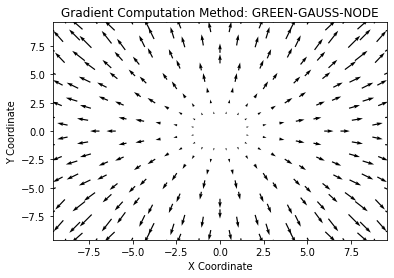 Gradient Computation Method: GREEN-GAUSS-NODE
7.5
5.0
2.5
0.0
−2.5
−5.0
−7.5
Y Coordinate
−7.5 −5.0 −2.5 0.0 2.5 5.0 7.5
X Coordinate